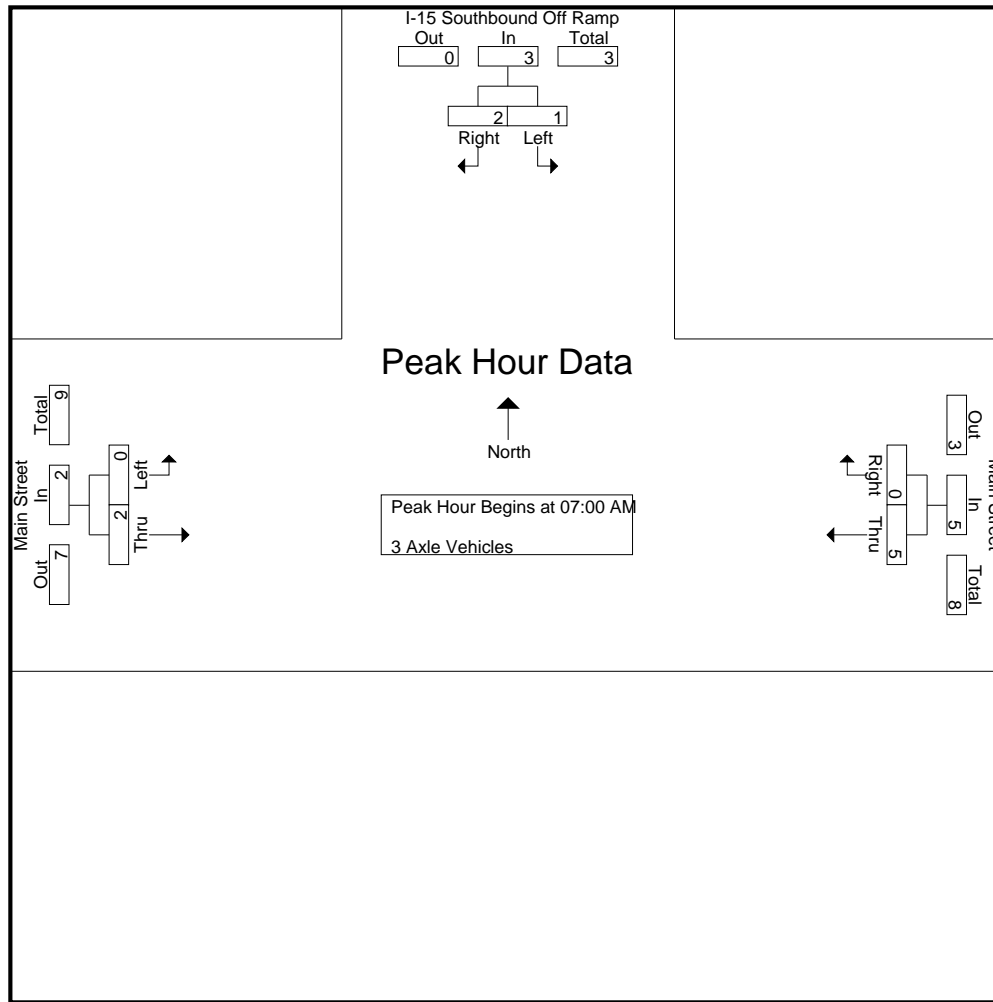 I-15 Southbound Off Ramp
Out In Total
0 3 3
2 1
Right Left
Peak Hour Data
North
Peak Hour Begins at 07:00 AM
3 Axle Vehicles
Main Street
Out In Total
7 2 9
Thru Left
2 0
Main Street
Out In Total
3 5 8
Right Thru
0 5